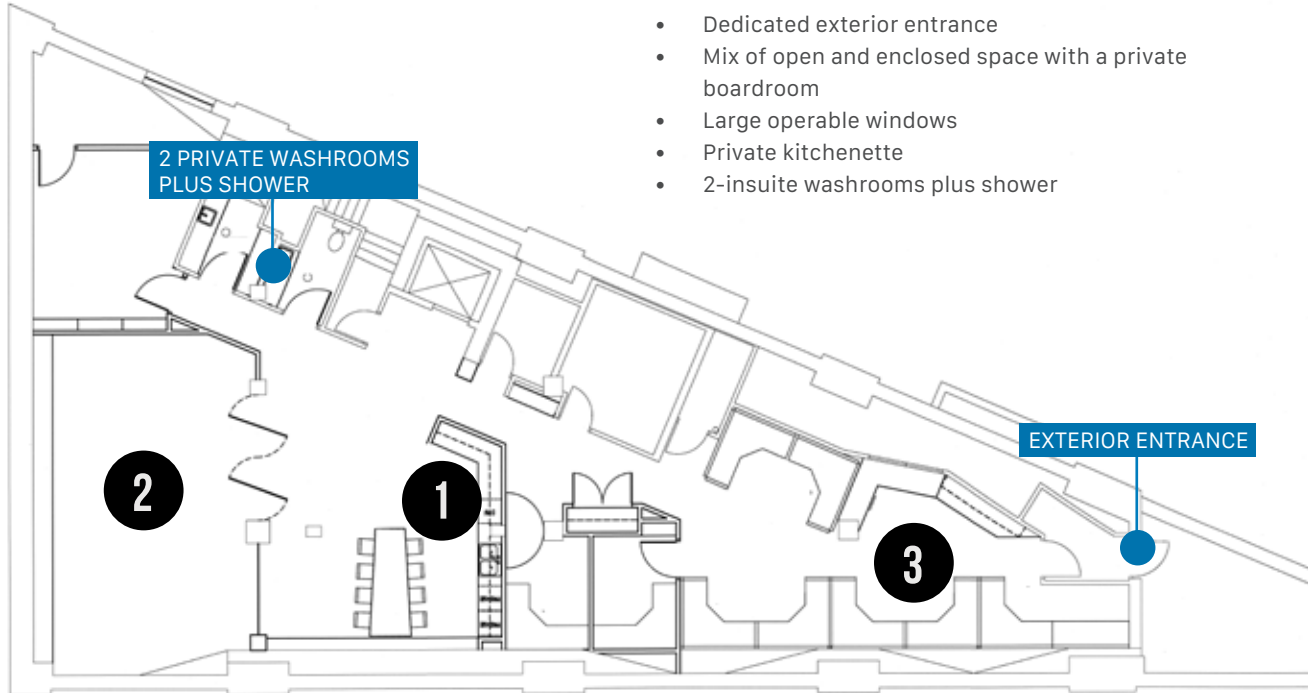 • Dedicated exterior entrance
• Mix of open and enclosed space with a private
boardroom
• Large operable windows
• Private kitchenette
• 2-insuite washrooms plus shower
2 PRIVATE WASHROOMS
PLUS SHOWER
EXTERIOR ENTRANCE
2
1
3